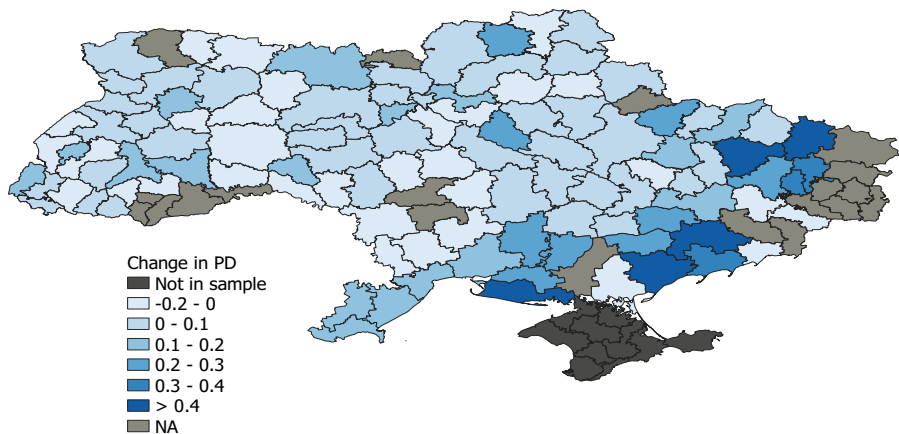 Change in PD
Not in sample
-0.2 - 0
0 - 0.1
0.1 - 0.2
0.2 - 0.3
0.3 - 0.4
> 0.4
NA